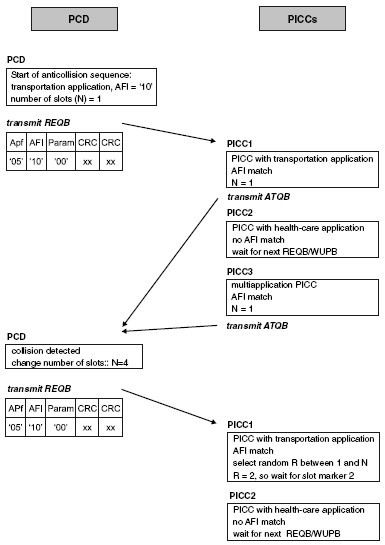 PCD
PICCs
PCD
Start of anticollision sequence:
transportation application, AFI = '10'
number of slots (N) = 1
transmit REQB
Apf AFI Param CRC CRC
'05' '10' '00' xx xx
PICC1
PICC with transportation application
AFI match
N = 1
transmit ATQB
PICC2
PICC with health-care application
no AFI match
wait for next REQB/WUPB
PICC3
multiapplication PICC
AFI match
N = 1
transmit ATQB
PCD
collision detected
change number of slots:: N=4
transmit REQB
APf AFI Param CRC CRC
'05' '10' '00' xx xx
PICC1
PICC with transportation application
AFI match
select random R between 1 and N
R = 2, so wait for slot marker 2
PICC2
PICC with health-care application
no AFI match
wait for next REQB/WUPB